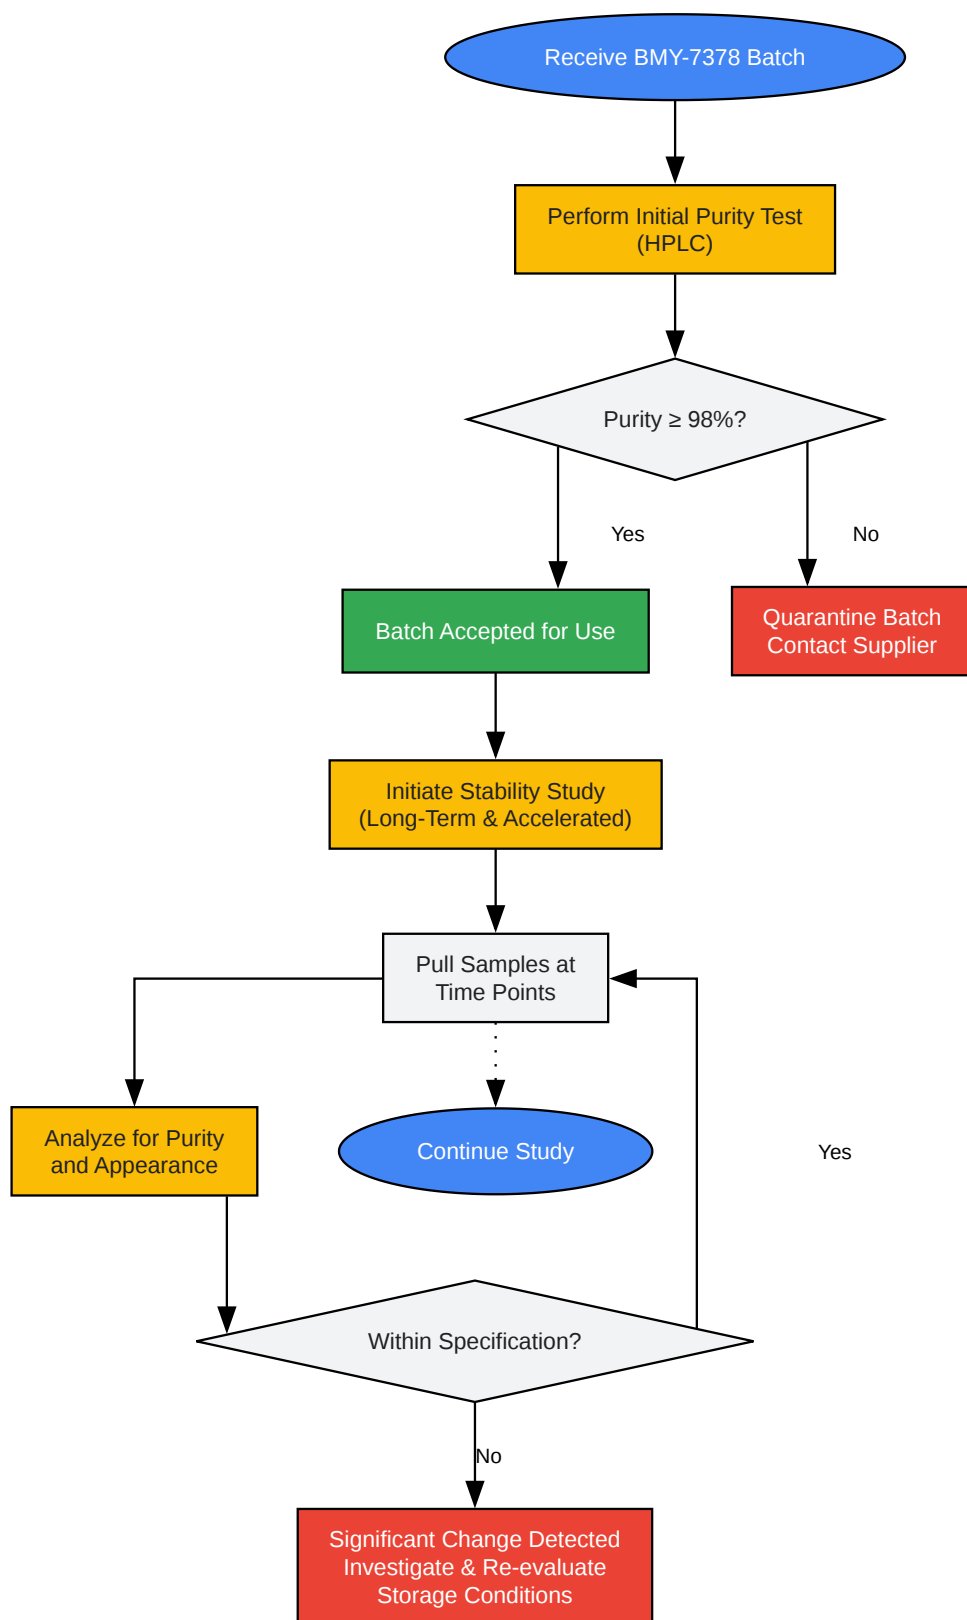 Receive BMY-7378 Batch
Perform Initial Purity Test
(HPLC)
Purity ≥ 98%?
Yes
No
Batch Accepted for Use
Quarantine Batch
Contact Supplier
Initiate Stability Study
(Long-Term & Accelerated)
Pull Samples at
Time Points
Analyze for Purity
and Appearance
Continue Study
Yes
Within Specification?
No
Significant Change Detected
Investigate & Re-evaluate
Storage Conditions